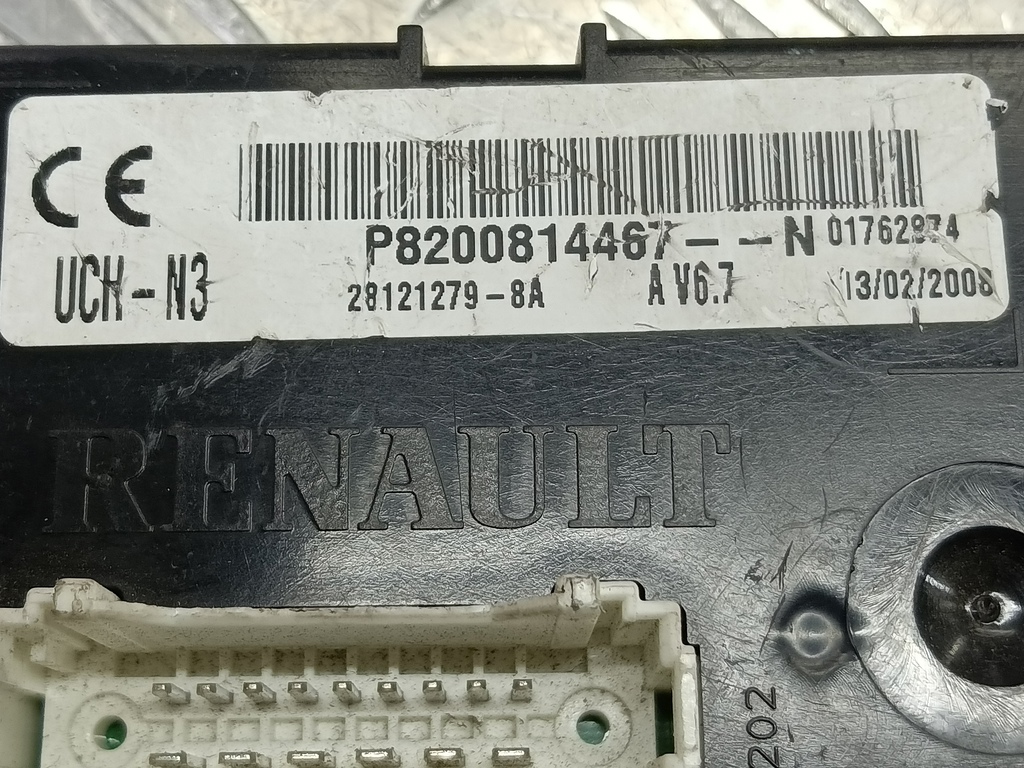 CE
P8200814467--N 01762874
UCH-N3
28121279-8A A V6.7 13/02/2008
RENAULT
202